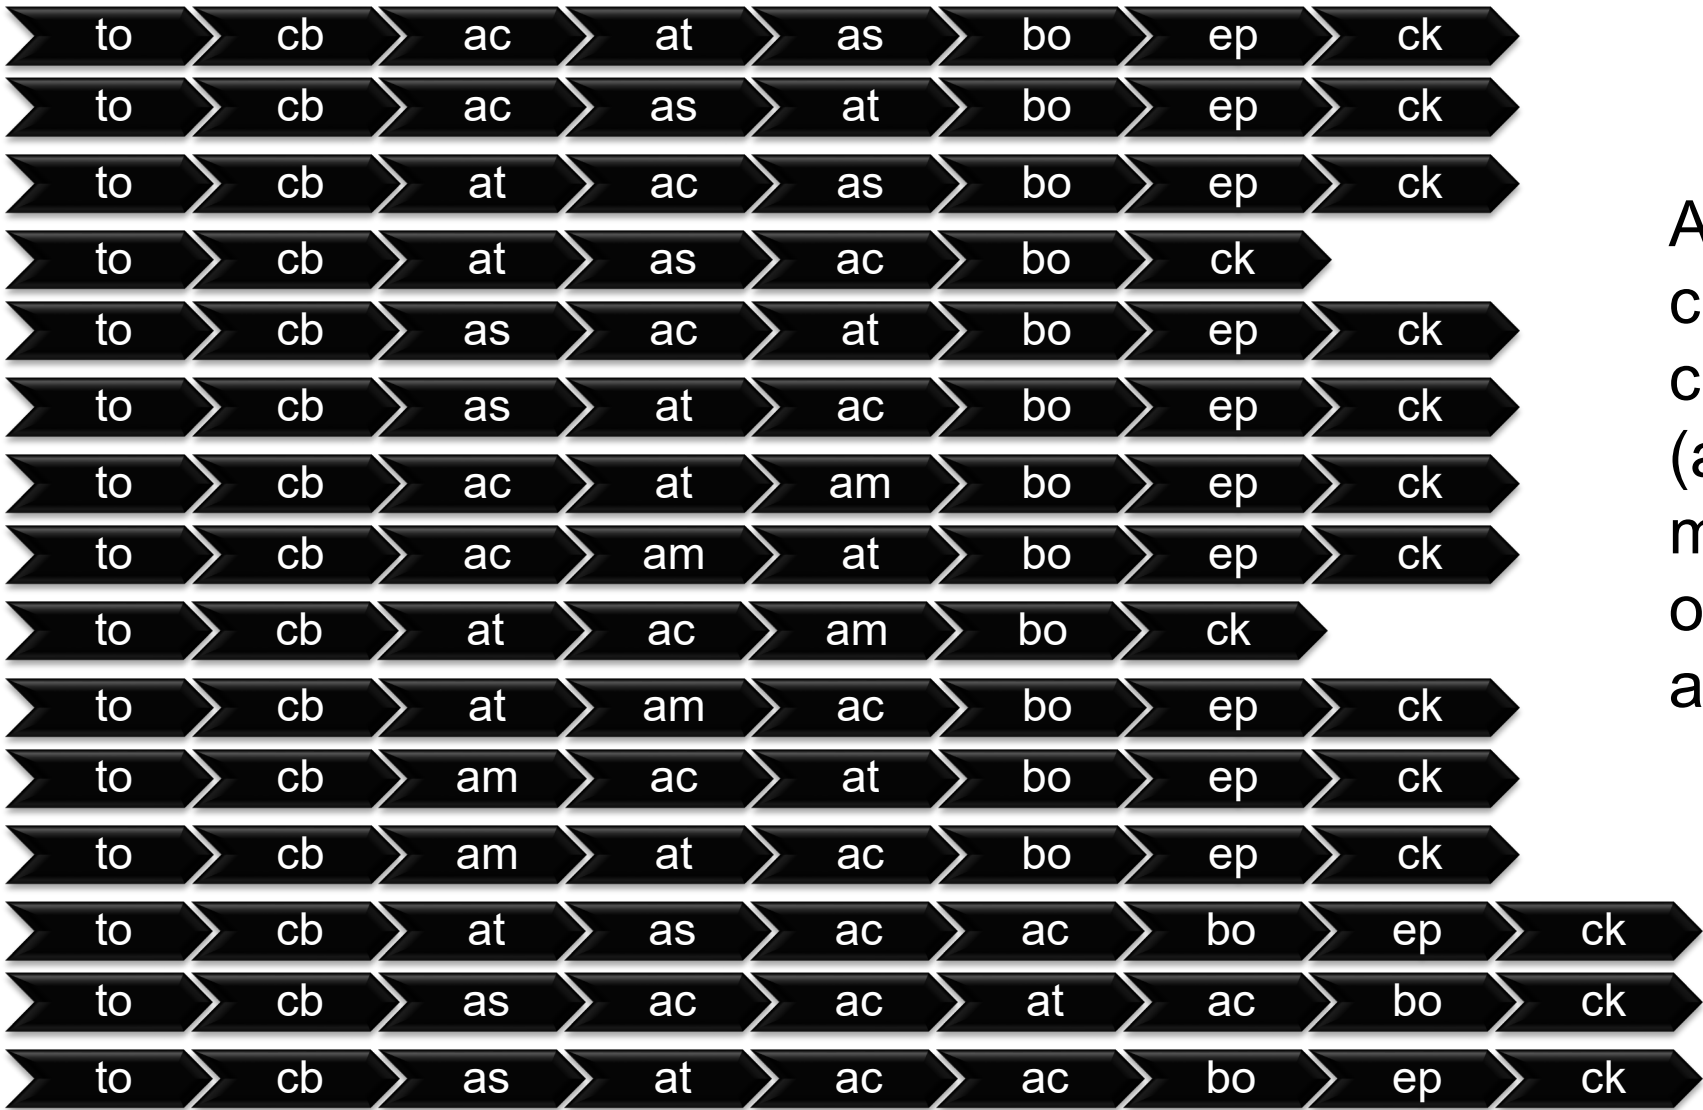 to cb ac at as bo ep ck
to cb ac as at bo ep ck
to cb at ac as bo ep ck
to cb at as ac bo ck
to cb as ac at bo ep ck
to cb as at ac bo ep ck
to cb ac at am bo ep ck
to cb ac am at bo ep ck
to cb at ac am bo ck
to cb at am ac bo ep ck
to cb am ac at bo ep ck
to cb am at ac bo ep ck
to cb at as ac ac bo ep ck
to cb as ac ac at ac bo ck
to cb as at ac ac bo ep ck